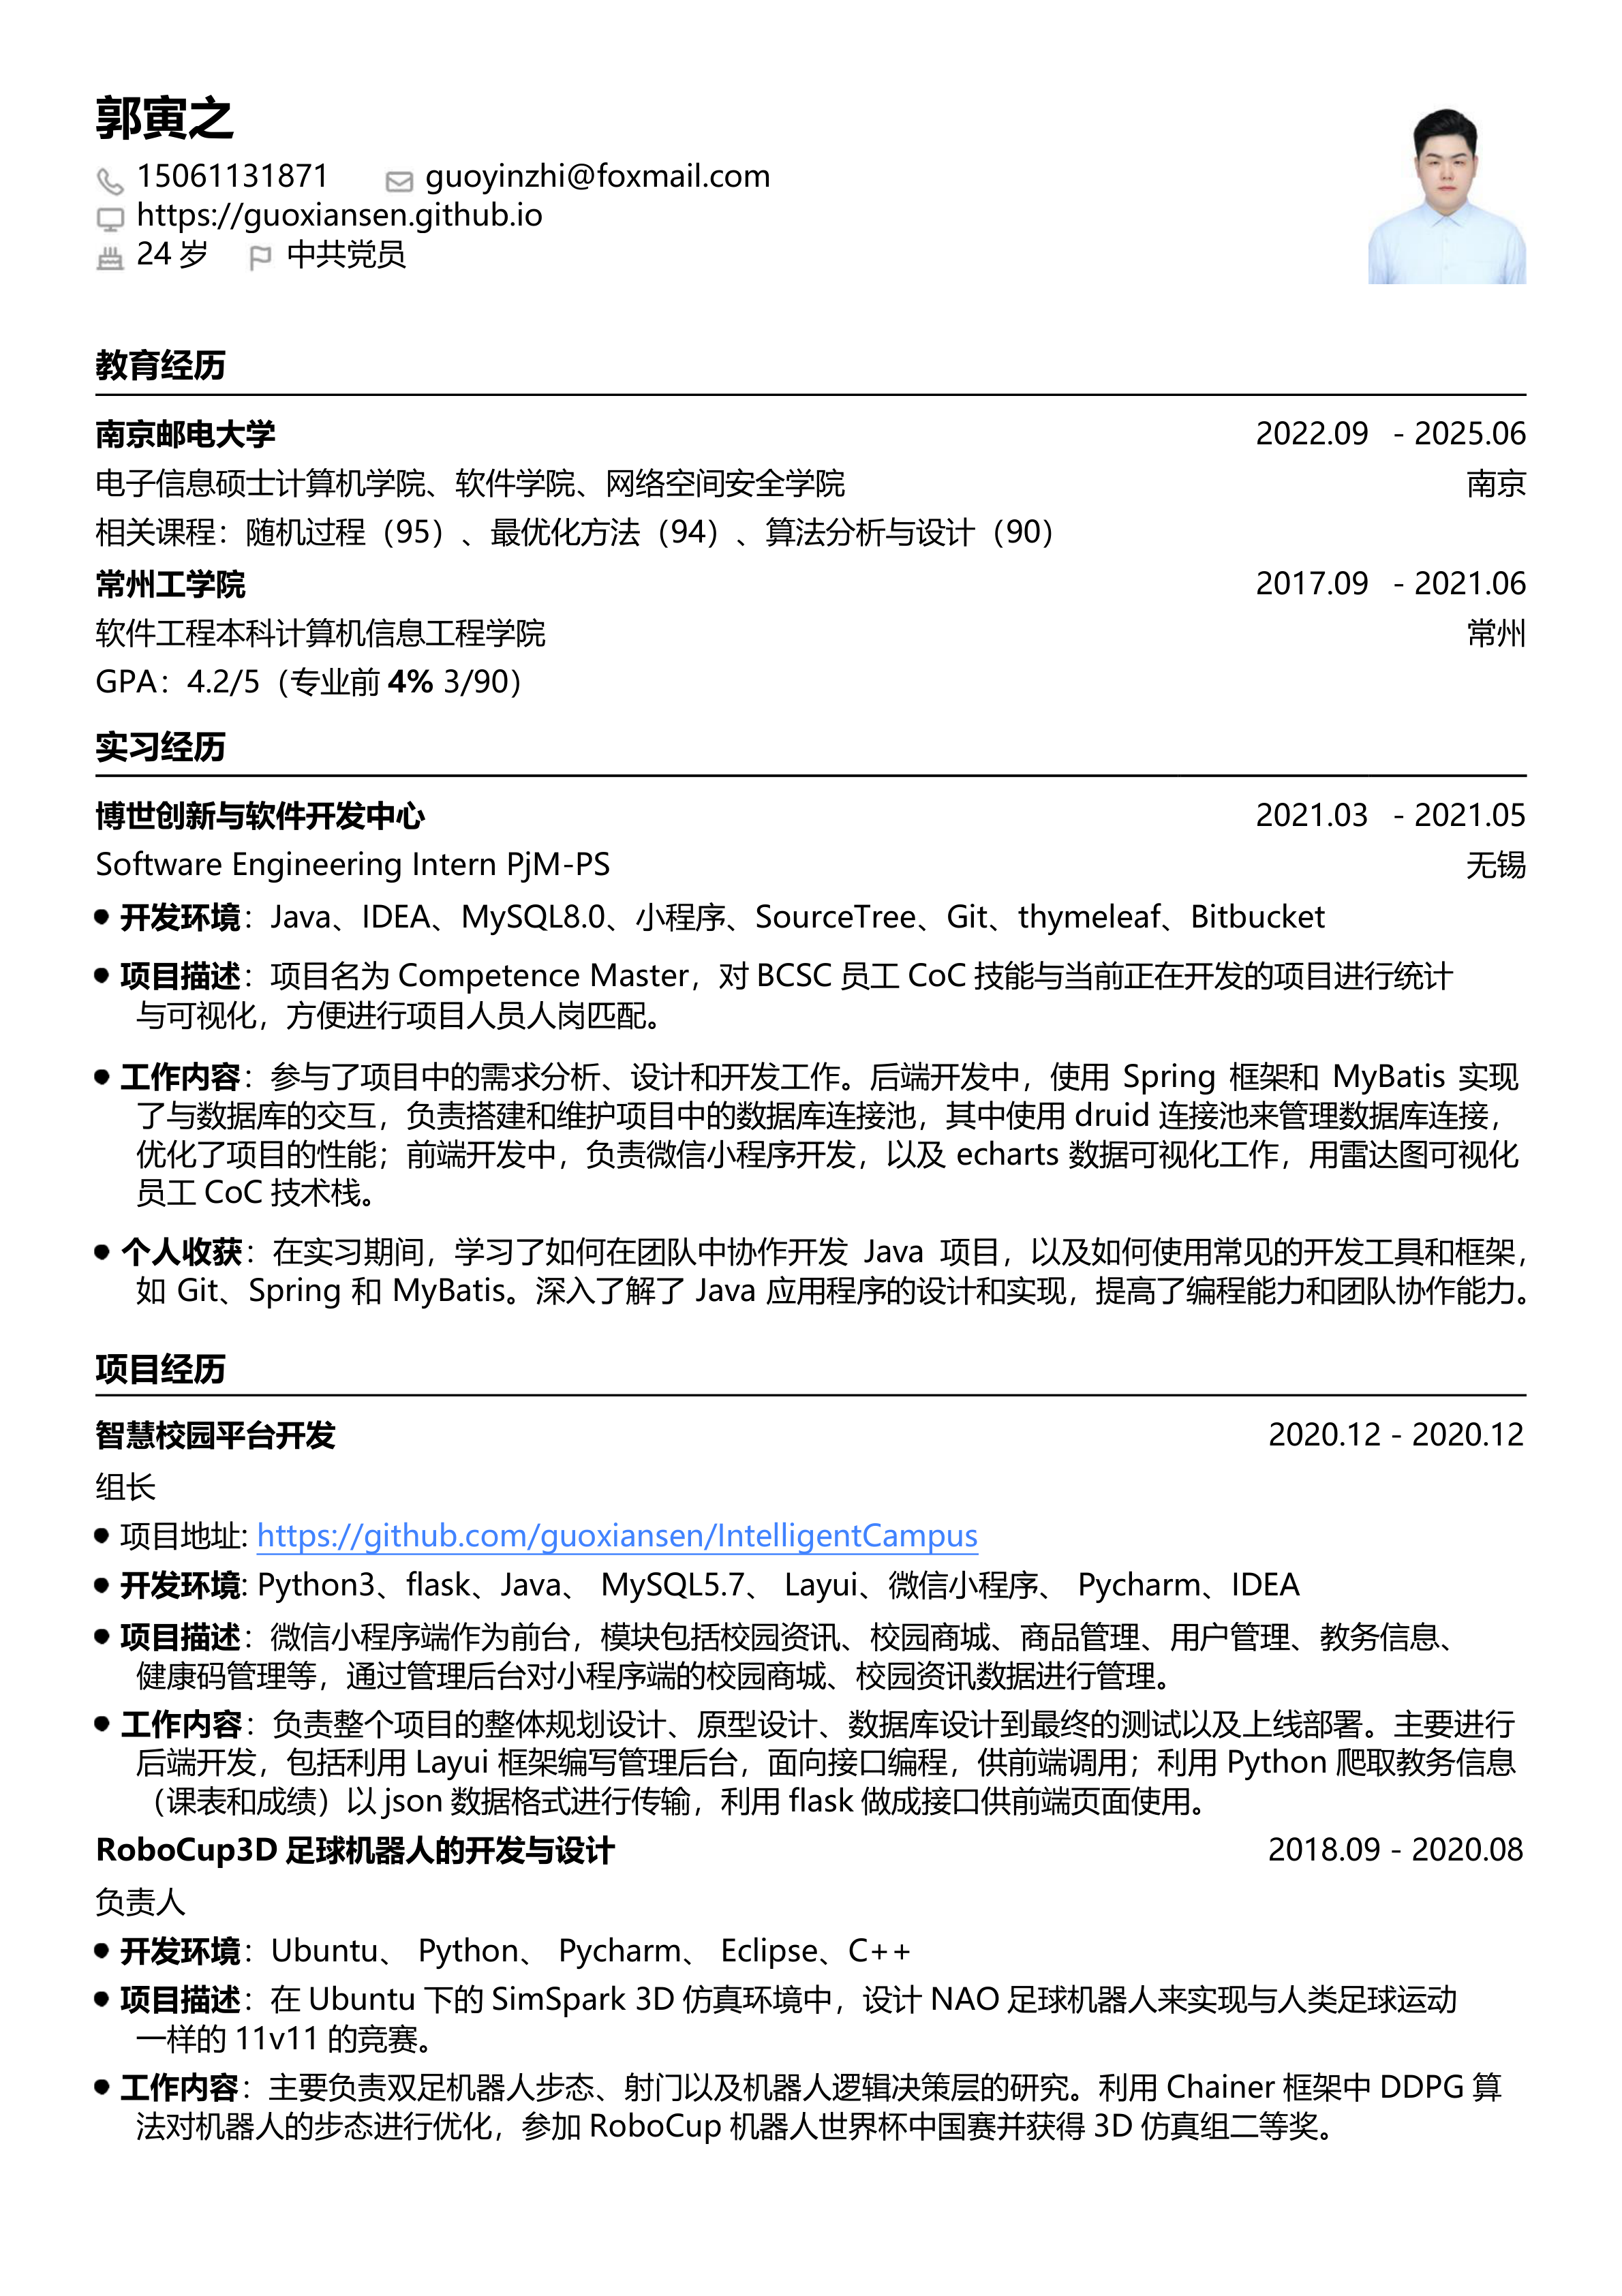 郭寅之
15061131871 guoyinzhi@foxmail.com
https://guoxiansen.github.io
24 岁 中共党员
教育经历
南京邮电大学 2022.09 - 2025.06
电子信息硕士计算机学院、软件学院、网络空间安全学院 南京
相关课程：随机过程（95）、最优化方法（94）、算法分析与设计（90）
常州工学院 2017.09 - 2021.06
软件工程本科计算机信息工程学院 常州
GPA：4.2/5（专业前 4% 3/90）
实习经历
博世创新与软件开发中心 2021.03 - 2021.05
Software Engineering Intern PjM-PS 无锡
● 开发环境：Java、IDEA、MySQL8.0、小程序、SourceTree、Git、thymeleaf、Bitbucket
● 项目描述：项目名为 Competence Master，对 BCSC 员工 CoC 技能与当前正在开发的项目进行统计
与可视化，方便进行项目人员人岗匹配。
● 工作内容：参与了项目中的需求分析、设计和开发工作。后端开发中，使用 Spring 框架和 MyBatis 实现
了与数据库的交互，负责搭建和维护项目中的数据库连接池，其中使用 druid 连接池来管理数据库连接，
优化了项目的性能；前端开发中，负责微信小程序开发，以及 echarts 数据可视化工作，用雷达图可视化
员工 CoC 技术栈。
● 个人收获：在实习期间，学习了如何在团队中协作开发 Java 项目，以及如何使用常见的开发工具和框架，
如 Git、Spring 和 MyBatis。深入了解了 Java 应用程序的设计和实现，提高了编程能力和团队协作能力。
项目经历
智慧校园平台开发 2020.12 - 2020.12
组长
● 项目地址: https://github.com/guoxiansen/IntelligentCampus
● 开发环境: Python3、flask、Java、 MySQL5.7、 Layui、微信小程序、 Pycharm、IDEA
● 项目描述：微信小程序端作为前台，模块包括校园资讯、校园商城、商品管理、用户管理、教务信息、
健康码管理等，通过管理后台对小程序端的校园商城、校园资讯数据进行管理。
● 工作内容：负责整个项目的整体规划设计、原型设计、数据库设计到最终的测试以及上线部署。主要进行
后端开发，包括利用 Layui 框架编写管理后台，面向接口编程，供前端调用；利用 Python 爬取教务信息
（课表和成绩）以 json 数据格式进行传输，利用 flask 做成接口供前端页面使用。
RoboCup3D 足球机器人的开发与设计 2018.09 - 2020.08
负责人
● 开发环境：Ubuntu、 Python、 Pycharm、 Eclipse、C++
● 项目描述：在 Ubuntu 下的 SimSpark 3D 仿真环境中，设计 NAO 足球机器人来实现与人类足球运动
一样的 11v11 的竞赛。
● 工作内容：主要负责双足机器人步态、射门以及机器人逻辑决策层的研究。利用 Chainer 框架中 DDPG 算
法对机器人的步态进行优化，参加 RoboCup 机器人世界杯中国赛并获得 3D 仿真组二等奖。